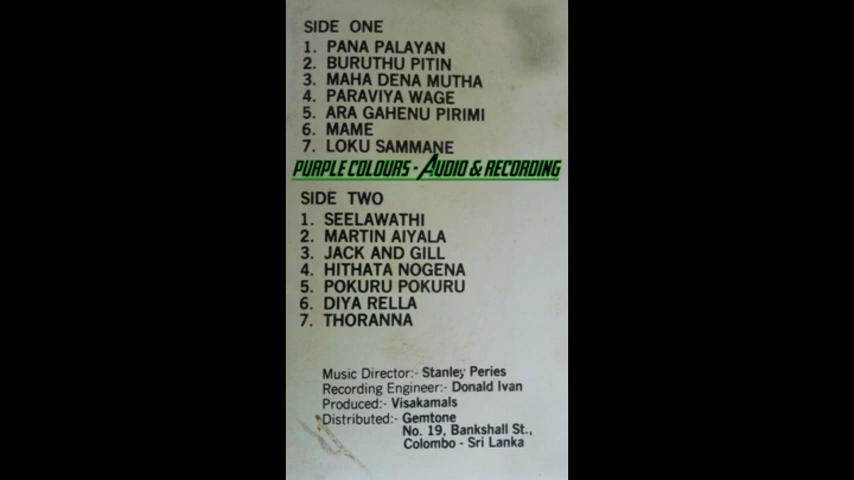 SIDE ONE
1. PANA PALAYAN
2. BURUTHU PITIN
3. MAHA DENA MUTHA
4. PARAVIYA WAGE
5. ARA GAHENU PIRIMI
6. MAME
7. LOKU SAMMANE
PURPLE COLOURS - AUDIO & RECORDING
SIDE TWO
1. SEELAWATHI
2. MARTIN AIYALA
3. JACK AND GILL
4. HITHATA NOGENA
5. POKURU POKURU
6. DIYA RELLA
7. THORANNA
Music Director:- Stanley Peries
Recording Engineer:- Donald Ivan
Produced:- Visakamals
Distributed:- Gemtone
No. 19, Bankshall St.,
Colombo - Sri Lanka